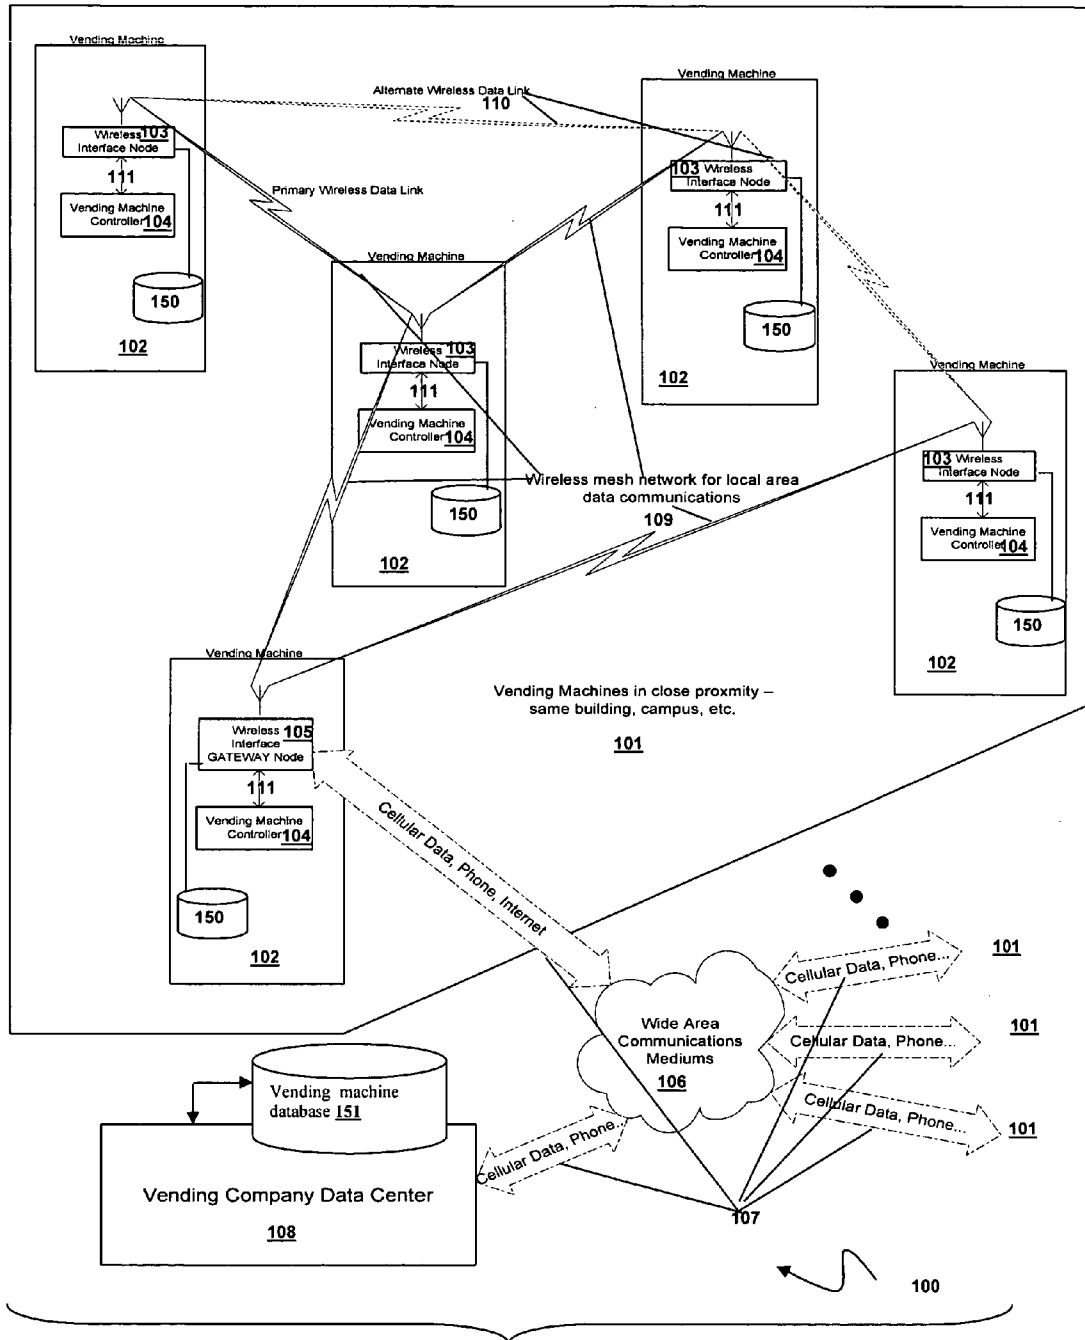 Vending Machine
Wireless 103
Interface Node
111
Vending Machine
Controller 104
150
102
Alternate Wireless Data Link
110
Primary Wireless Data Link
Vending Machine
103 Wireless
Interface Node
111
Vending Machine
Controller 104
150
102
Vending Machine
Wireless 103
Interface Node
111
Vending Machine
Controller 104
150
102
Vending Machine
103 Wireless
Interface Node
111
Vending Machine
Controller 104
150
102
Wireless mesh network for local area
data communications
109
Vending Machine
Wireless 105
Interface
GATEWAY Node
111
Vending Machine
Controller 104
150
102
Vending Machines in close proxmity –
same building, campus, etc.
101
Cellular Data, Phone, Internet
Wide Area
Communications
Mediums
106
Cellular Data, Phone...
101
Cellular Data, Phone...
101
Cellular Data, Phone...
101
Cellular Data, Phone...
107
Vending machine
database 151
Vending Company Data Center
108
100